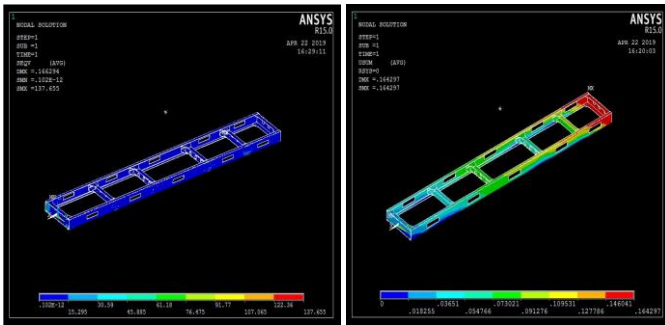 1
NODAL SOLUTION
STEP=1
SUB =1
TIME=1
SEQV (AVG)
DMX =.166294
SMN =.102E-12
SMX =137.655
ANSYS
R15.0
APR 22 2019
16:29:11
MX
.102E-12
15.295
30.59
45.885
61.18
76.475
91.77
107.065
122.36
137.655
1
NODAL SOLUTION
STEP=1
SUB =1
TIME=1
USUM (AVG)
RSYS=0
DMX =.164297
SMX =.164297
ANSYS
R15.0
APR 22 2019
16:20:03
MX
0
.018255
.03651
.054766
.073021
.091276
.109531
.127786
.146041
.164297